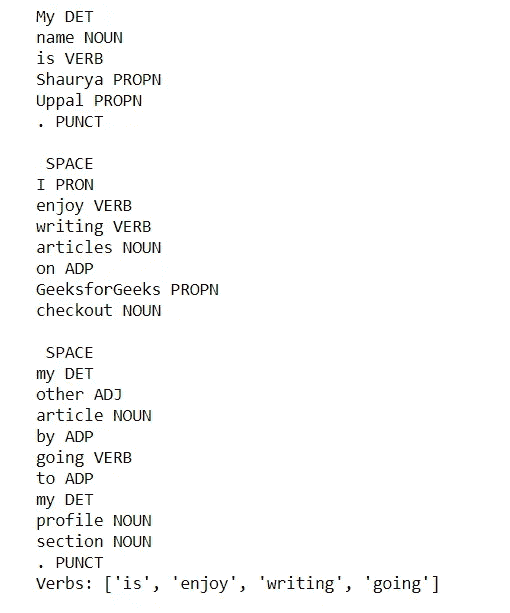 My DET
name NOUN
is VERB
Shaurya PROPN
Uppal PROPN
. PUNCT
SPACE
I PRON
enjoy VERB
writing VERB
articles NOUN
on ADP
GeeksforGeeks PROPN
checkout NOUN
SPACE
my DET
other ADJ
article NOUN
by ADP
going VERB
to ADP
my DET
profile NOUN
section NOUN
. PUNCT
Verbs: ['is', 'enjoy', 'writing', 'going']